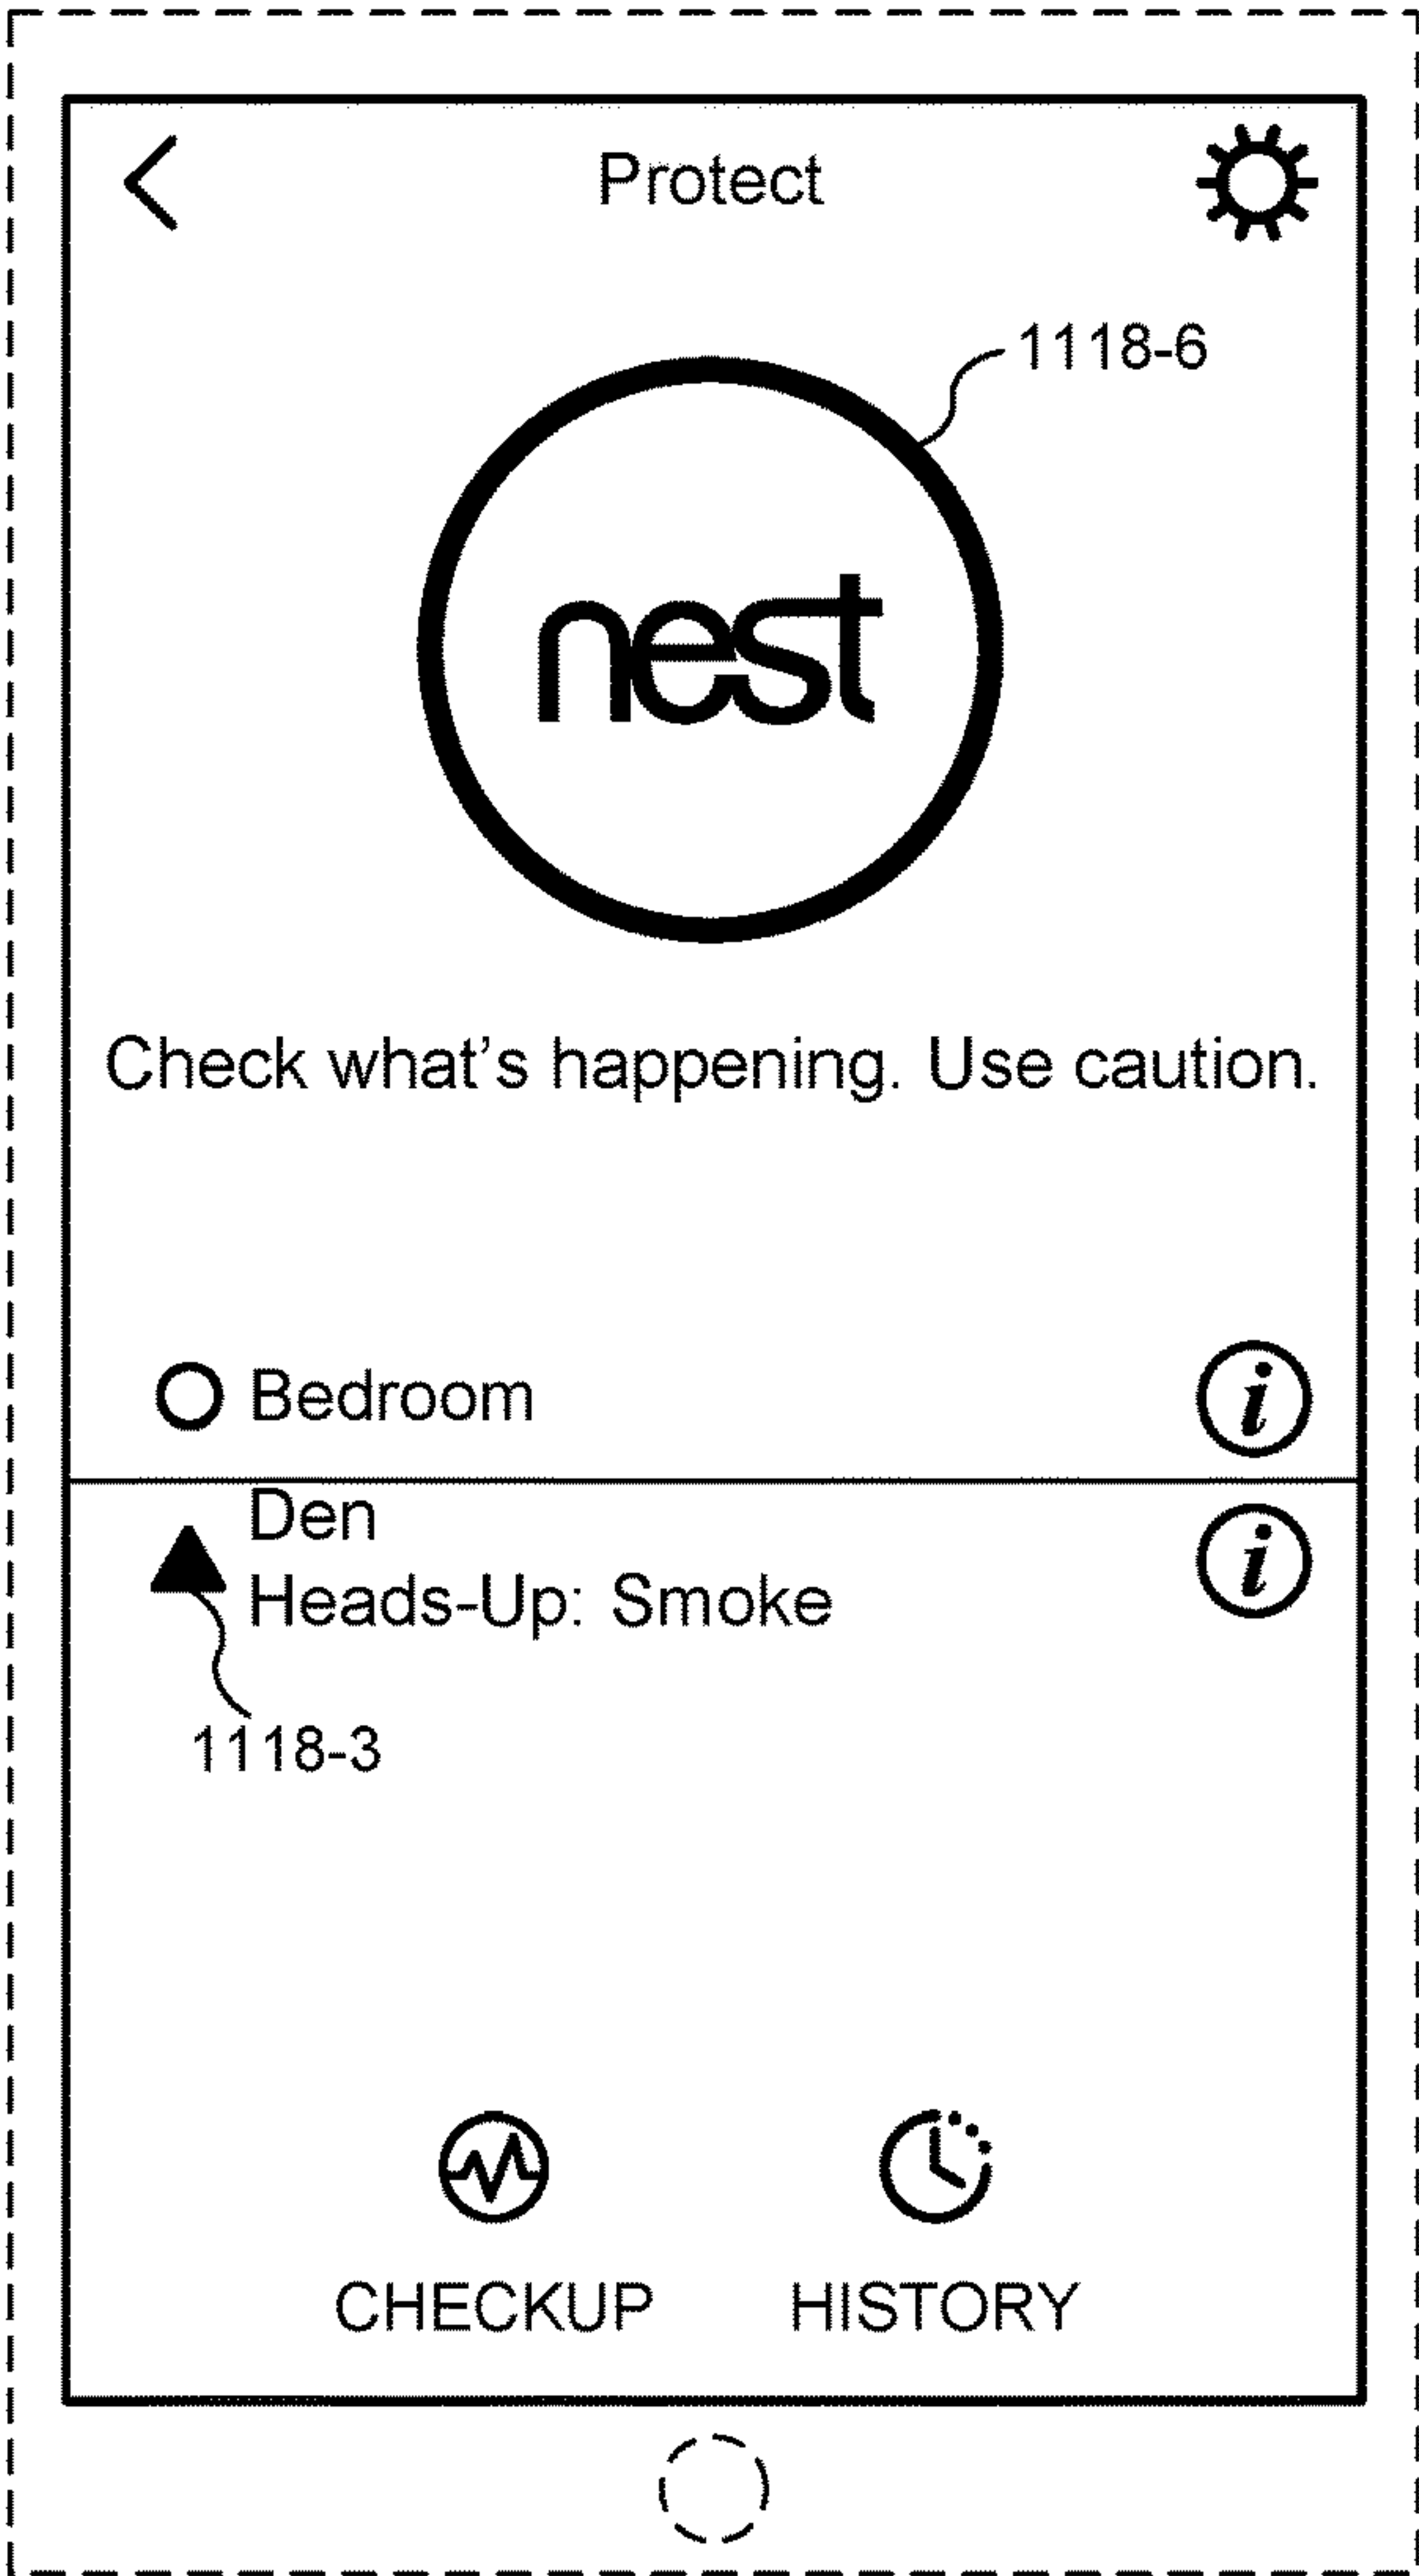 Protect
1118-6
nest
Check what's happening. Use caution.
Bedroom
i
Den
i
Heads-Up: Smoke
1118-3
CHECKUP HISTORY